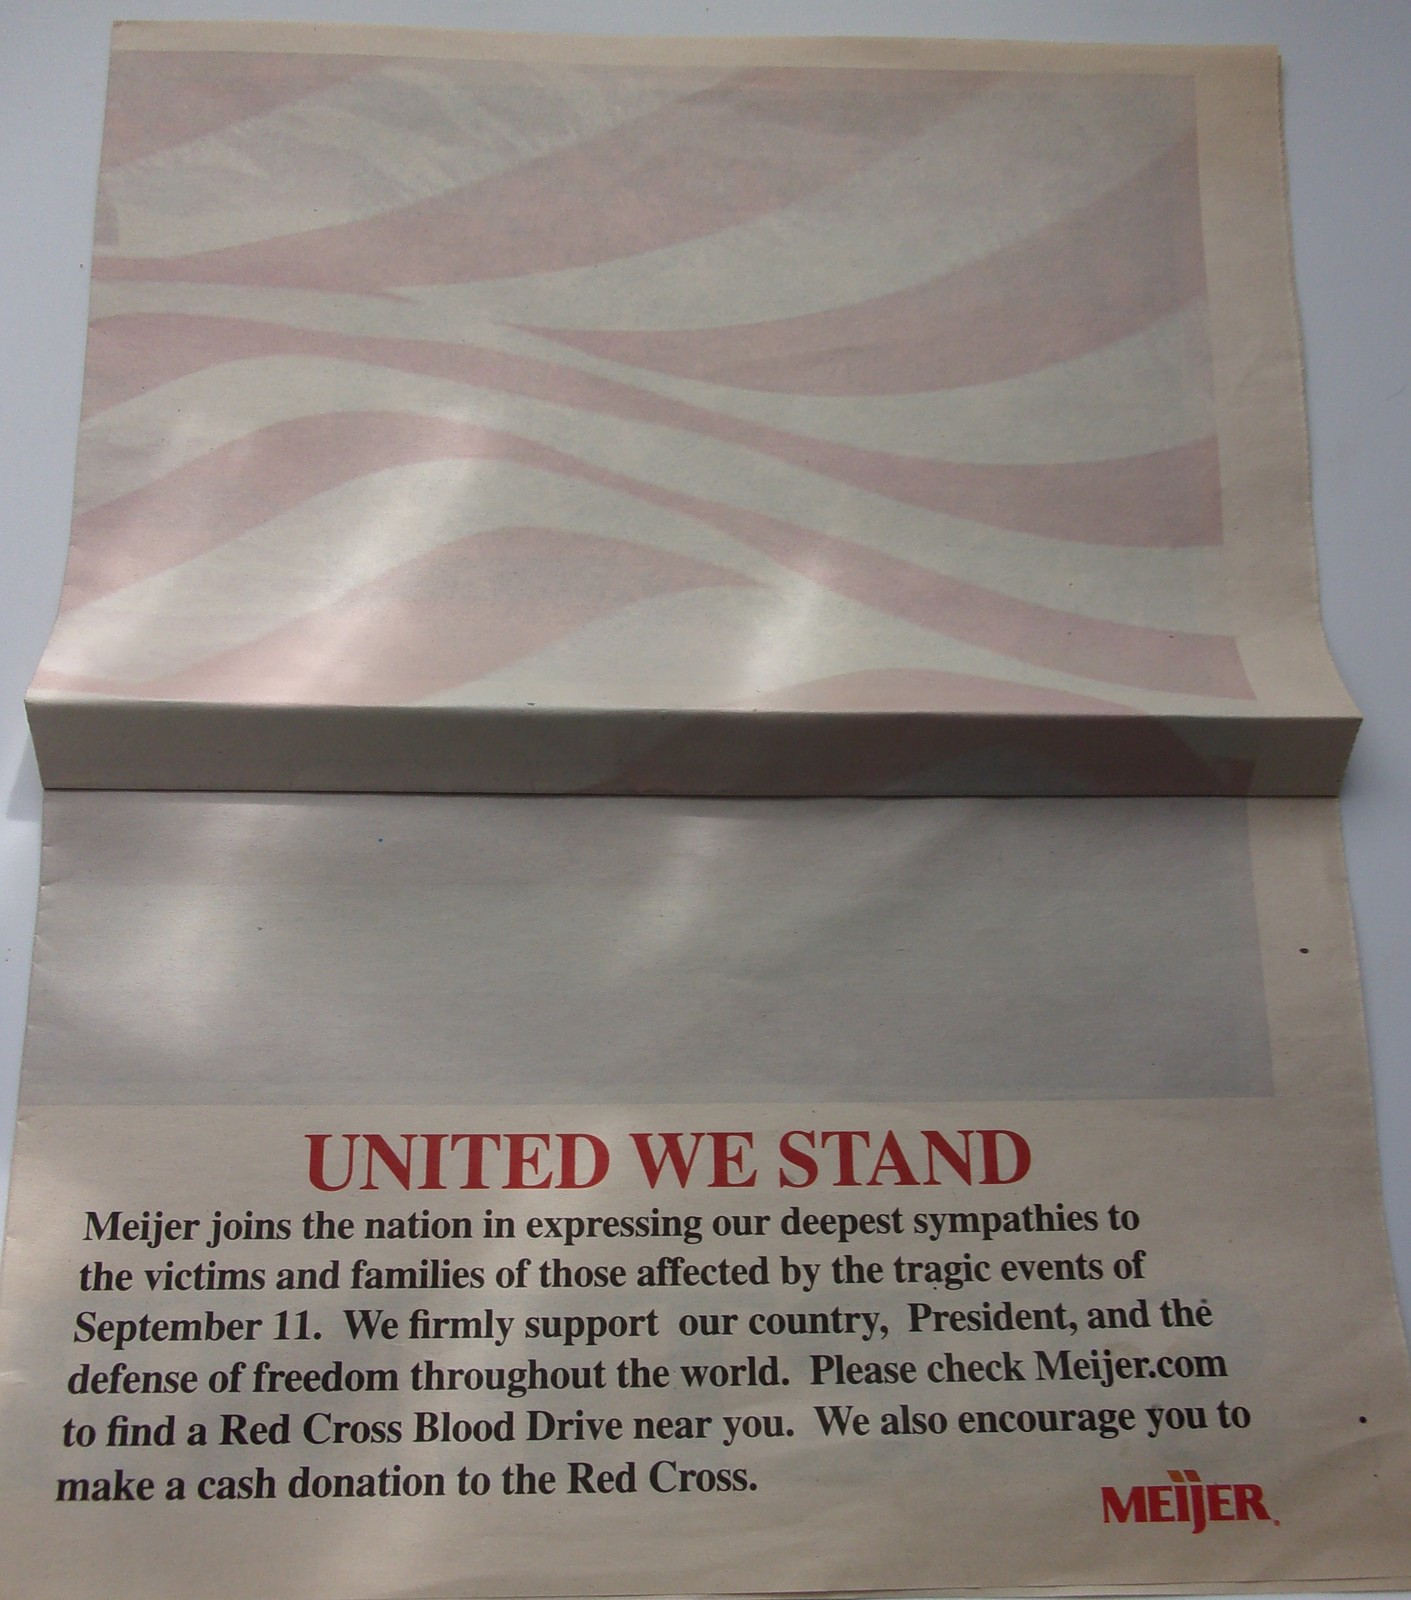 UNITED WE STAND
Meijer joins the nation in expressing our deepest sympathies to
the victims and families of those affected by the tragic events of
September 11. We firmly support our country, President, and the
defense of freedom throughout the world. Please check Meijer.com
to find a Red Cross Blood Drive near you. We also encourage you to
make a cash donation to the Red Cross.
MEIJER